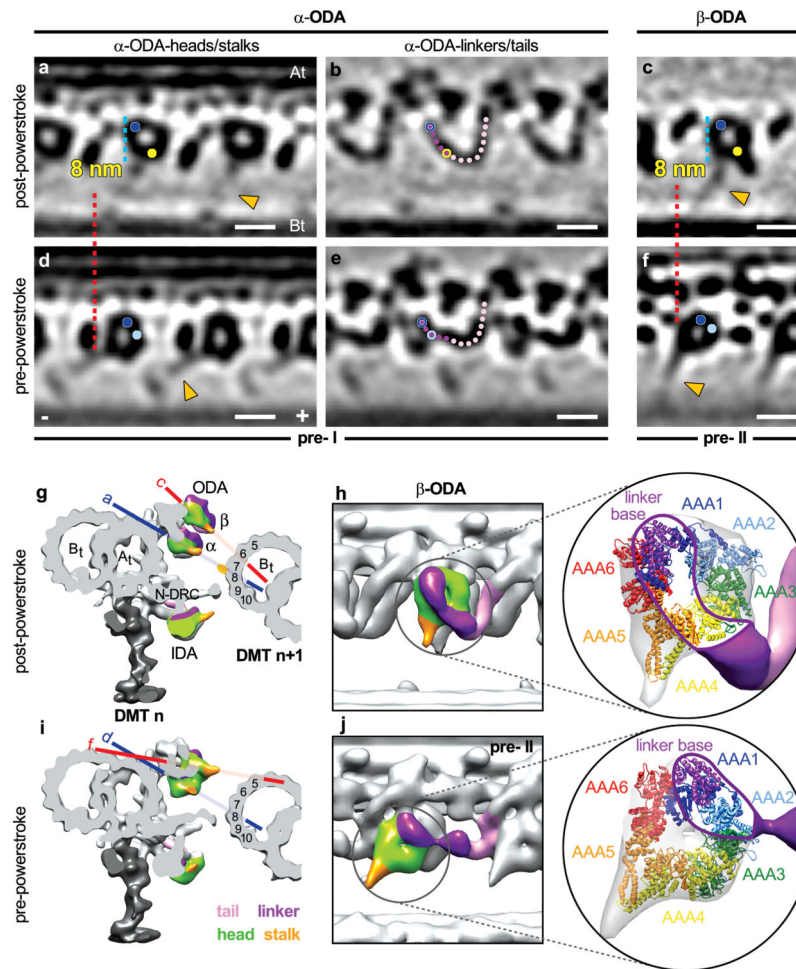 α-ODA
β-ODA
α-ODA-heads/stalks
α-ODA-linkers/tails
post-powerstroke
a
At
8 nm
Bt
b
c
8 nm
pre-powerstroke
d
-
+
e
f
pre- I
pre- II
g
c
ODA
a
β
α
Bt
At
5
6
7
8
9
10
Bt
N-DRC
IDA
DMT n+1
DMT n
post-powerstroke
h
β-ODA
linker
base
AAA1
AAA2
AAA6
AAA3
AAA5
AAA4
i
d
f
5
6
7
8
9
10
pre-powerstroke
tail
linker
head
stalk
j
pre- II
linker base
AAA1
AAA6
AAA2
AAA5
AAA3
AAA4